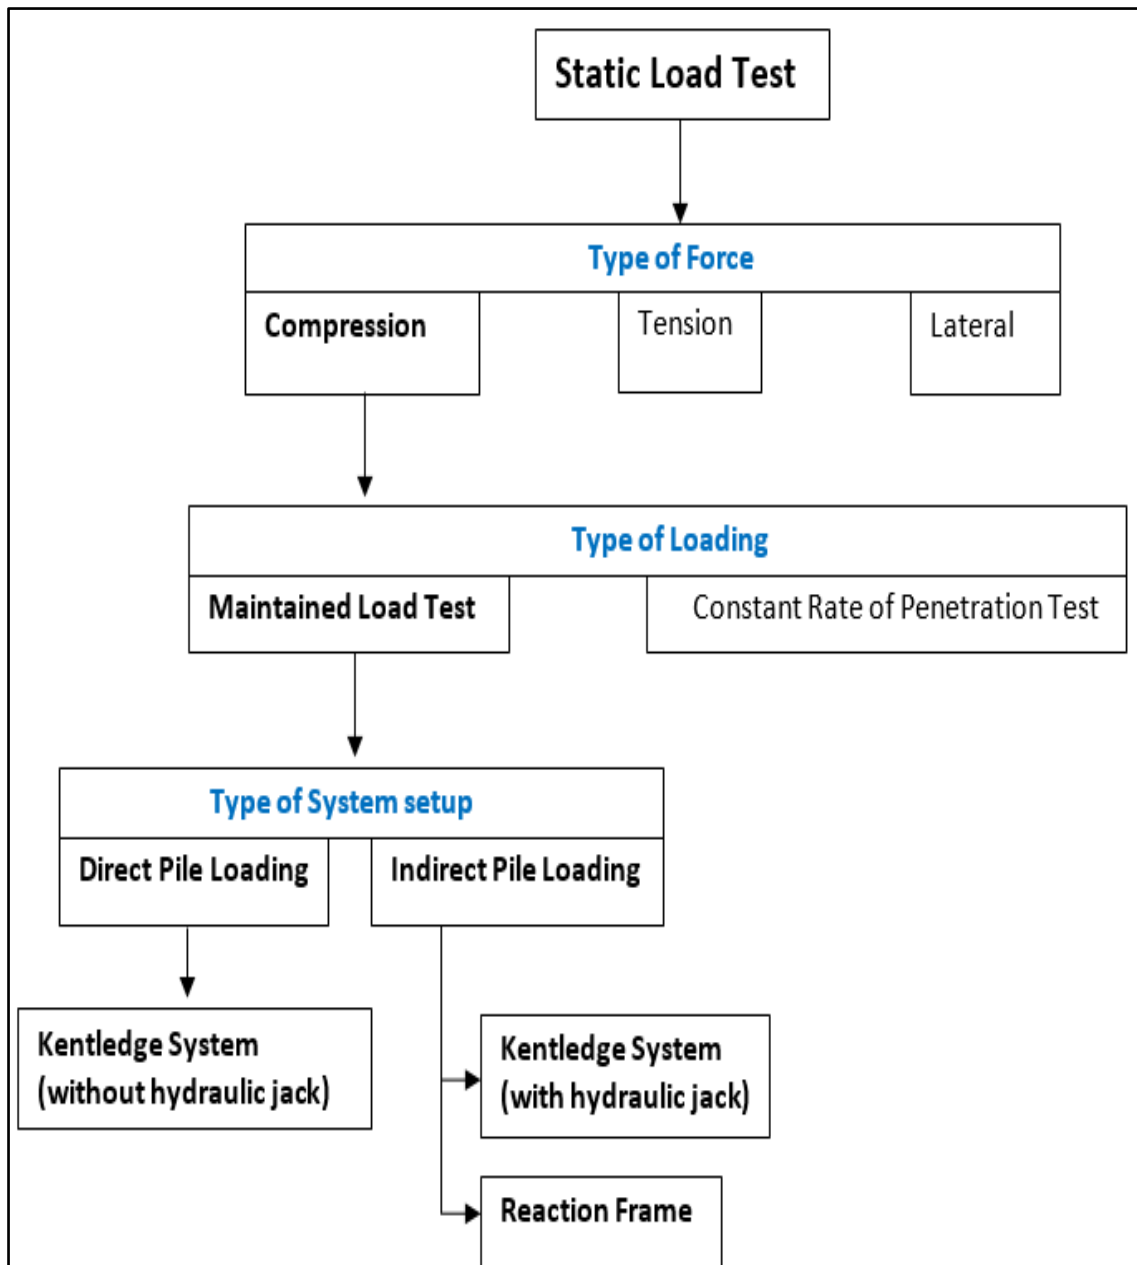 Static Load Test
Type of Force
Compression
Tension
Lateral
Type of Loading
Maintained Load Test
Constant Rate of Penetration Test
Type of System setup
Direct Pile Loading
Indirect Pile Loading
Kentledge System
(without hydraulic jack)
Kentledge System
(with hydraulic jack)
Reaction Frame